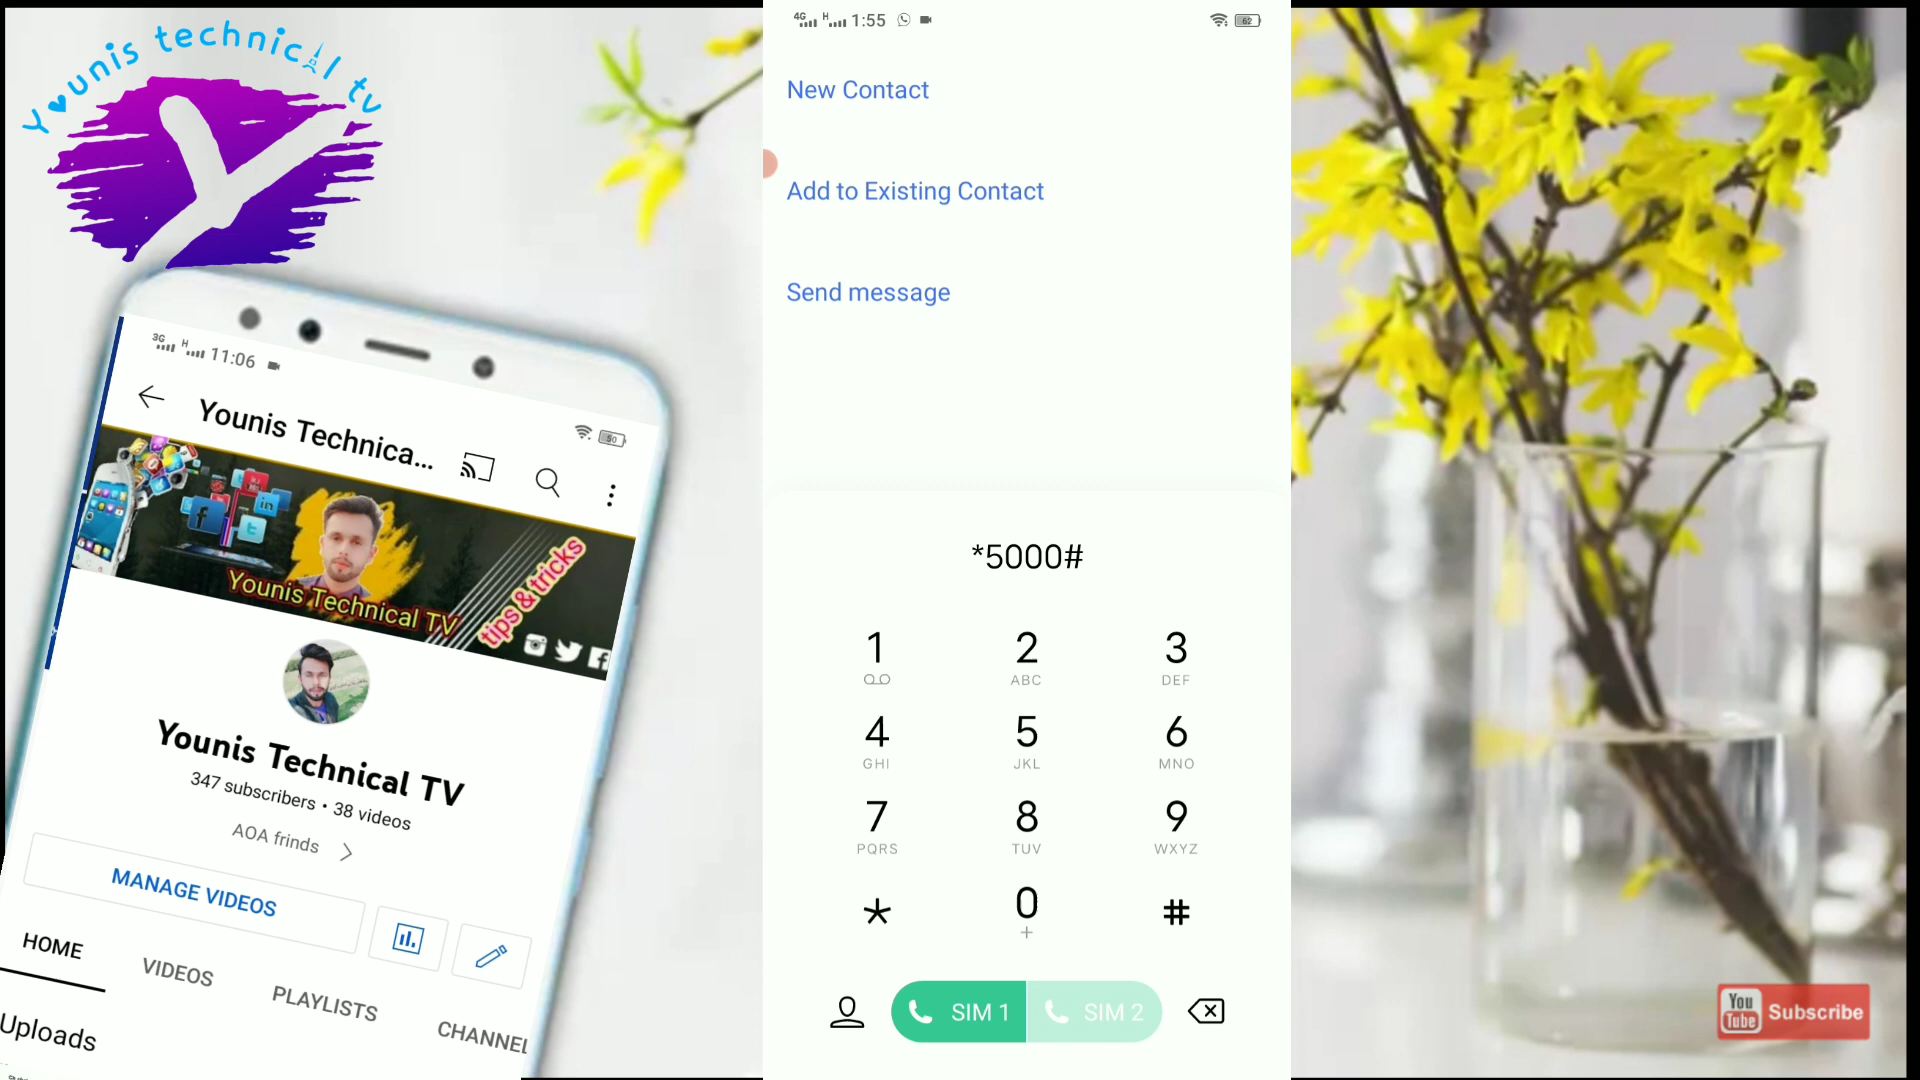 Younis technical tv
3G H 11:06
50
Younis Technica...
Younis Technical TV
tips & tricks
Younis Technical TV
347 subscribers • 38 videos
AOA frinds
MANAGE VIDEOS
HOME
VIDEOS
PLAYLISTS
CHANNEL
Uploads
4G H 1:55
62
New Contact
Add to Existing Contact
Send message
*5000#
1 2 3
ABC DEF
4 5 6
GHI JKL MNO
7 8 9
PQRS TUV WXYZ
* 0 #
+
SIM 1 SIM 2
You
Tube
Subscribe